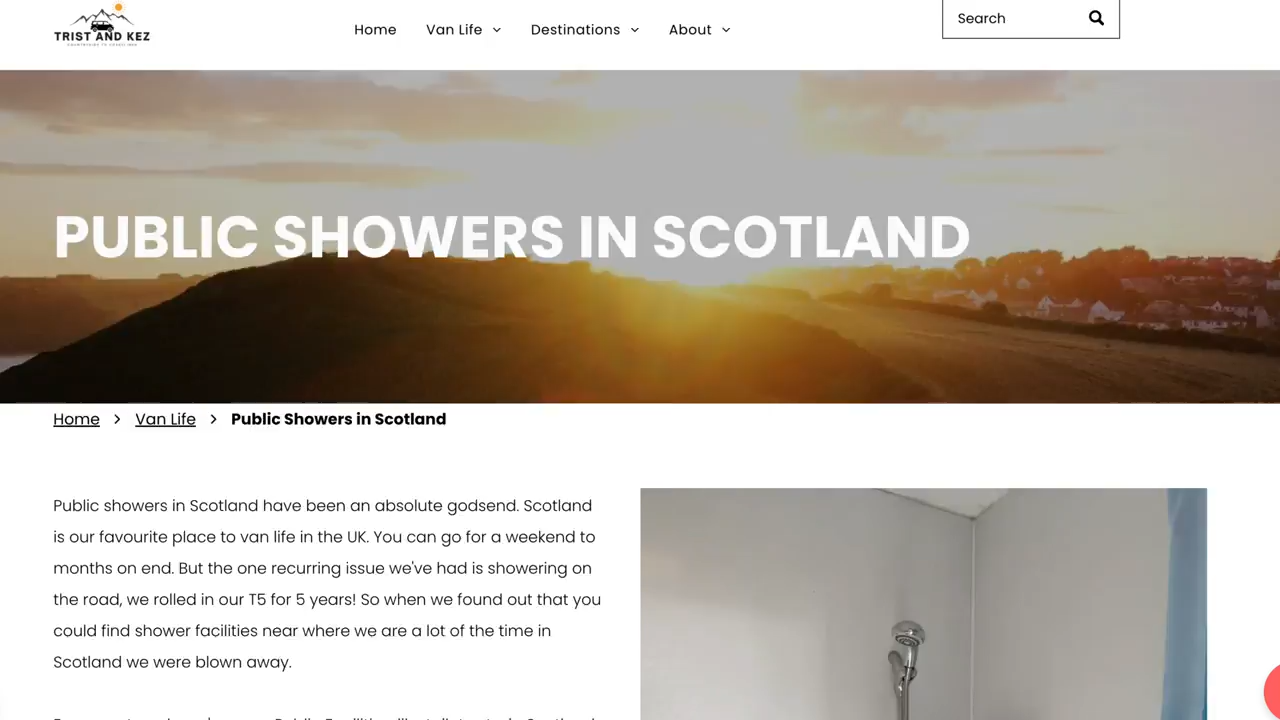 TRIST AND KEZ
Home
Van Life
Destinations
About
Search
PUBLIC SHOWERS IN SCOTLAND
Home > Van Life > Public Showers in Scotland
Public showers in Scotland have been an absolute godsend. Scotland
is our favourite place to van life in the UK. You can go for a weekend to
months on end. But the one recurring issue we've had is showering on
the road, we rolled in our T5 for 5 years! So when we found out that you
could find shower facilities near where we are a lot of the time in
Scotland we were blown away.